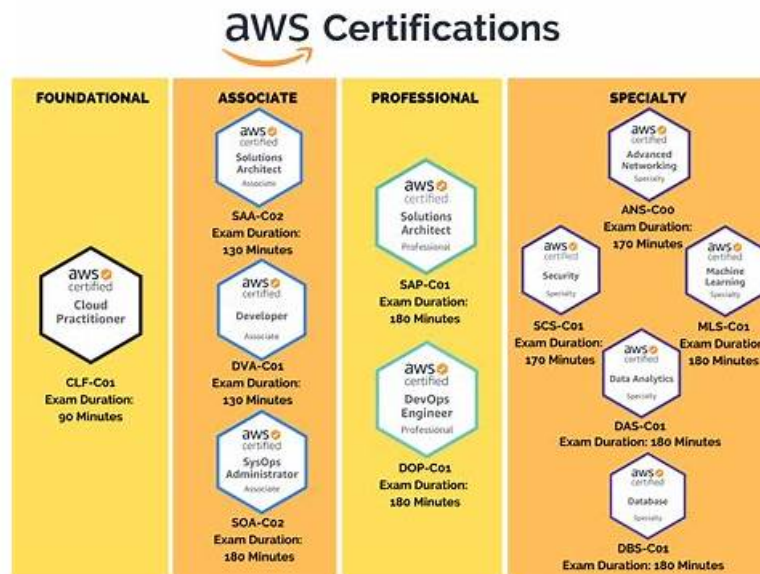 aws Certifications
FOUNDATIONAL
aws
certified
Cloud
Practitioner
CLF-C01
Exam Duration:
90 Minutes
ASSOCIATE
aws
certified
Solutions
Architect
Associate
SAA-C02
Exam Duration:
130 Minutes
aws
certified
Developer
Associate
DVA-C01
Exam Duration:
130 Minutes
aws
certified
SysOps
Administrator
Associate
SOA-C02
Exam Duration:
180 Minutes
PROFESSIONAL
aws
certified
Solutions
Architect
Professional
SAP-C01
Exam Duration:
180 Minutes
aws
certified
DevOps
Engineer
Professional
DOP-C01
Exam Duration:
180 Minutes
SPECIALTY
aws
certified
Advanced
Networking
Specialty
ANS-C00
Exam Duration:
170 Minutes
aws
certified
Security
Specialty
SCS-C01
Exam Duration:
170 Minutes
aws
certified
Machine
Learning
Specialty
MLS-C01
Exam Duration
180 Minutes
aws
certified
Data Analytics
Specialty
DAS-C01
Exam Duration: 180 Minutes
aws
certified
Database
Specialty
DBS-C01
Exam Duration: 180 Minutes